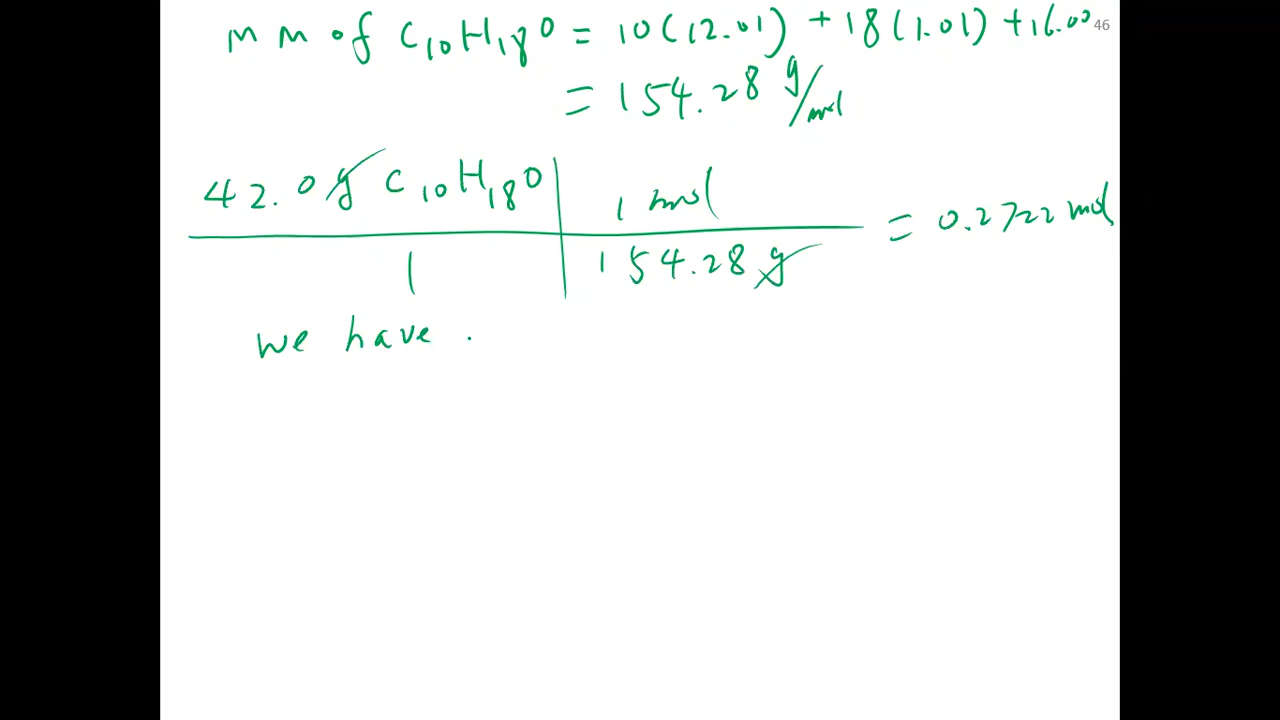 MM of C₁₀H₁₈O = 10(12.01) + 18(1.01) + 16.00 46
= 154.28 g/mol
42.0g C₁₀H₁₈O 1 mol
= 0.2722 mol
1 154.28 g
we have .